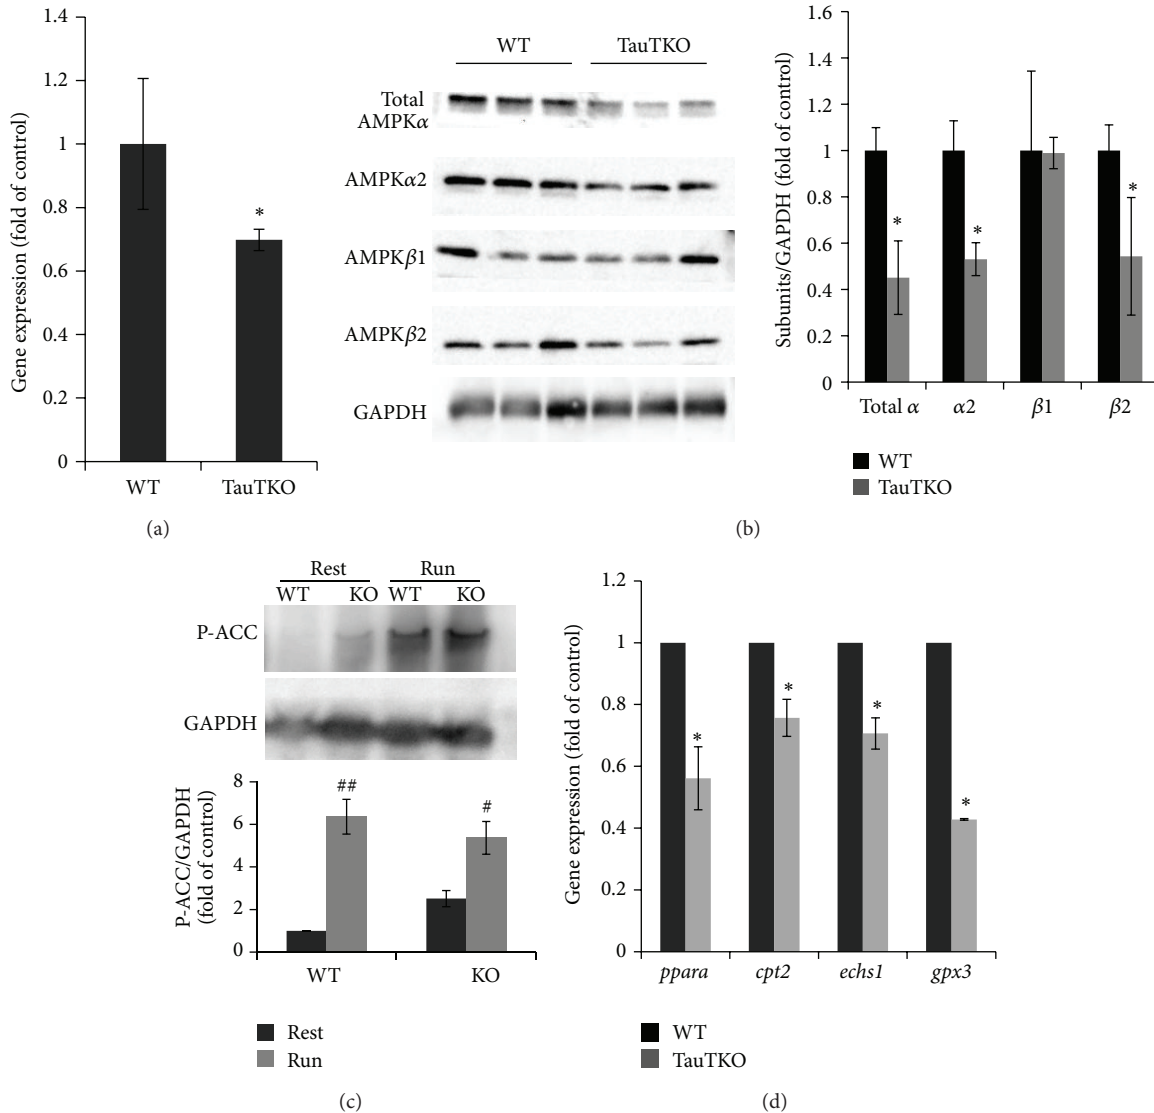 Gene expression (fold of control)
1.4
1.2
1
0.8
0.6
0.4
0.2
0
*
WT TauTKO
(a)
WT TauTKO
Total
AMPKα
AMPKα2
AMPKβ1
AMPKβ2
GAPDH
Subunits/GAPDH (fold of control)
1.6
1.4
1.2
1
0.8
0.6
0.4
0.2
0
* * *
*
Total α α2 β1 β2
WT
TauTKO
(b)
Rest Run
WT KO WT KO
P-ACC
GAPDH
P-ACC/GAPDH
(fold of control)
8
6
4
2
0
## #
WT KO
Rest
Run
(c)
Gene expression (fold of control)
1.2
1
0.8
0.6
0.4
0.2
0
* * * *
ppara cpt2 echs1 gpx3
WT
TauTKO
(d)